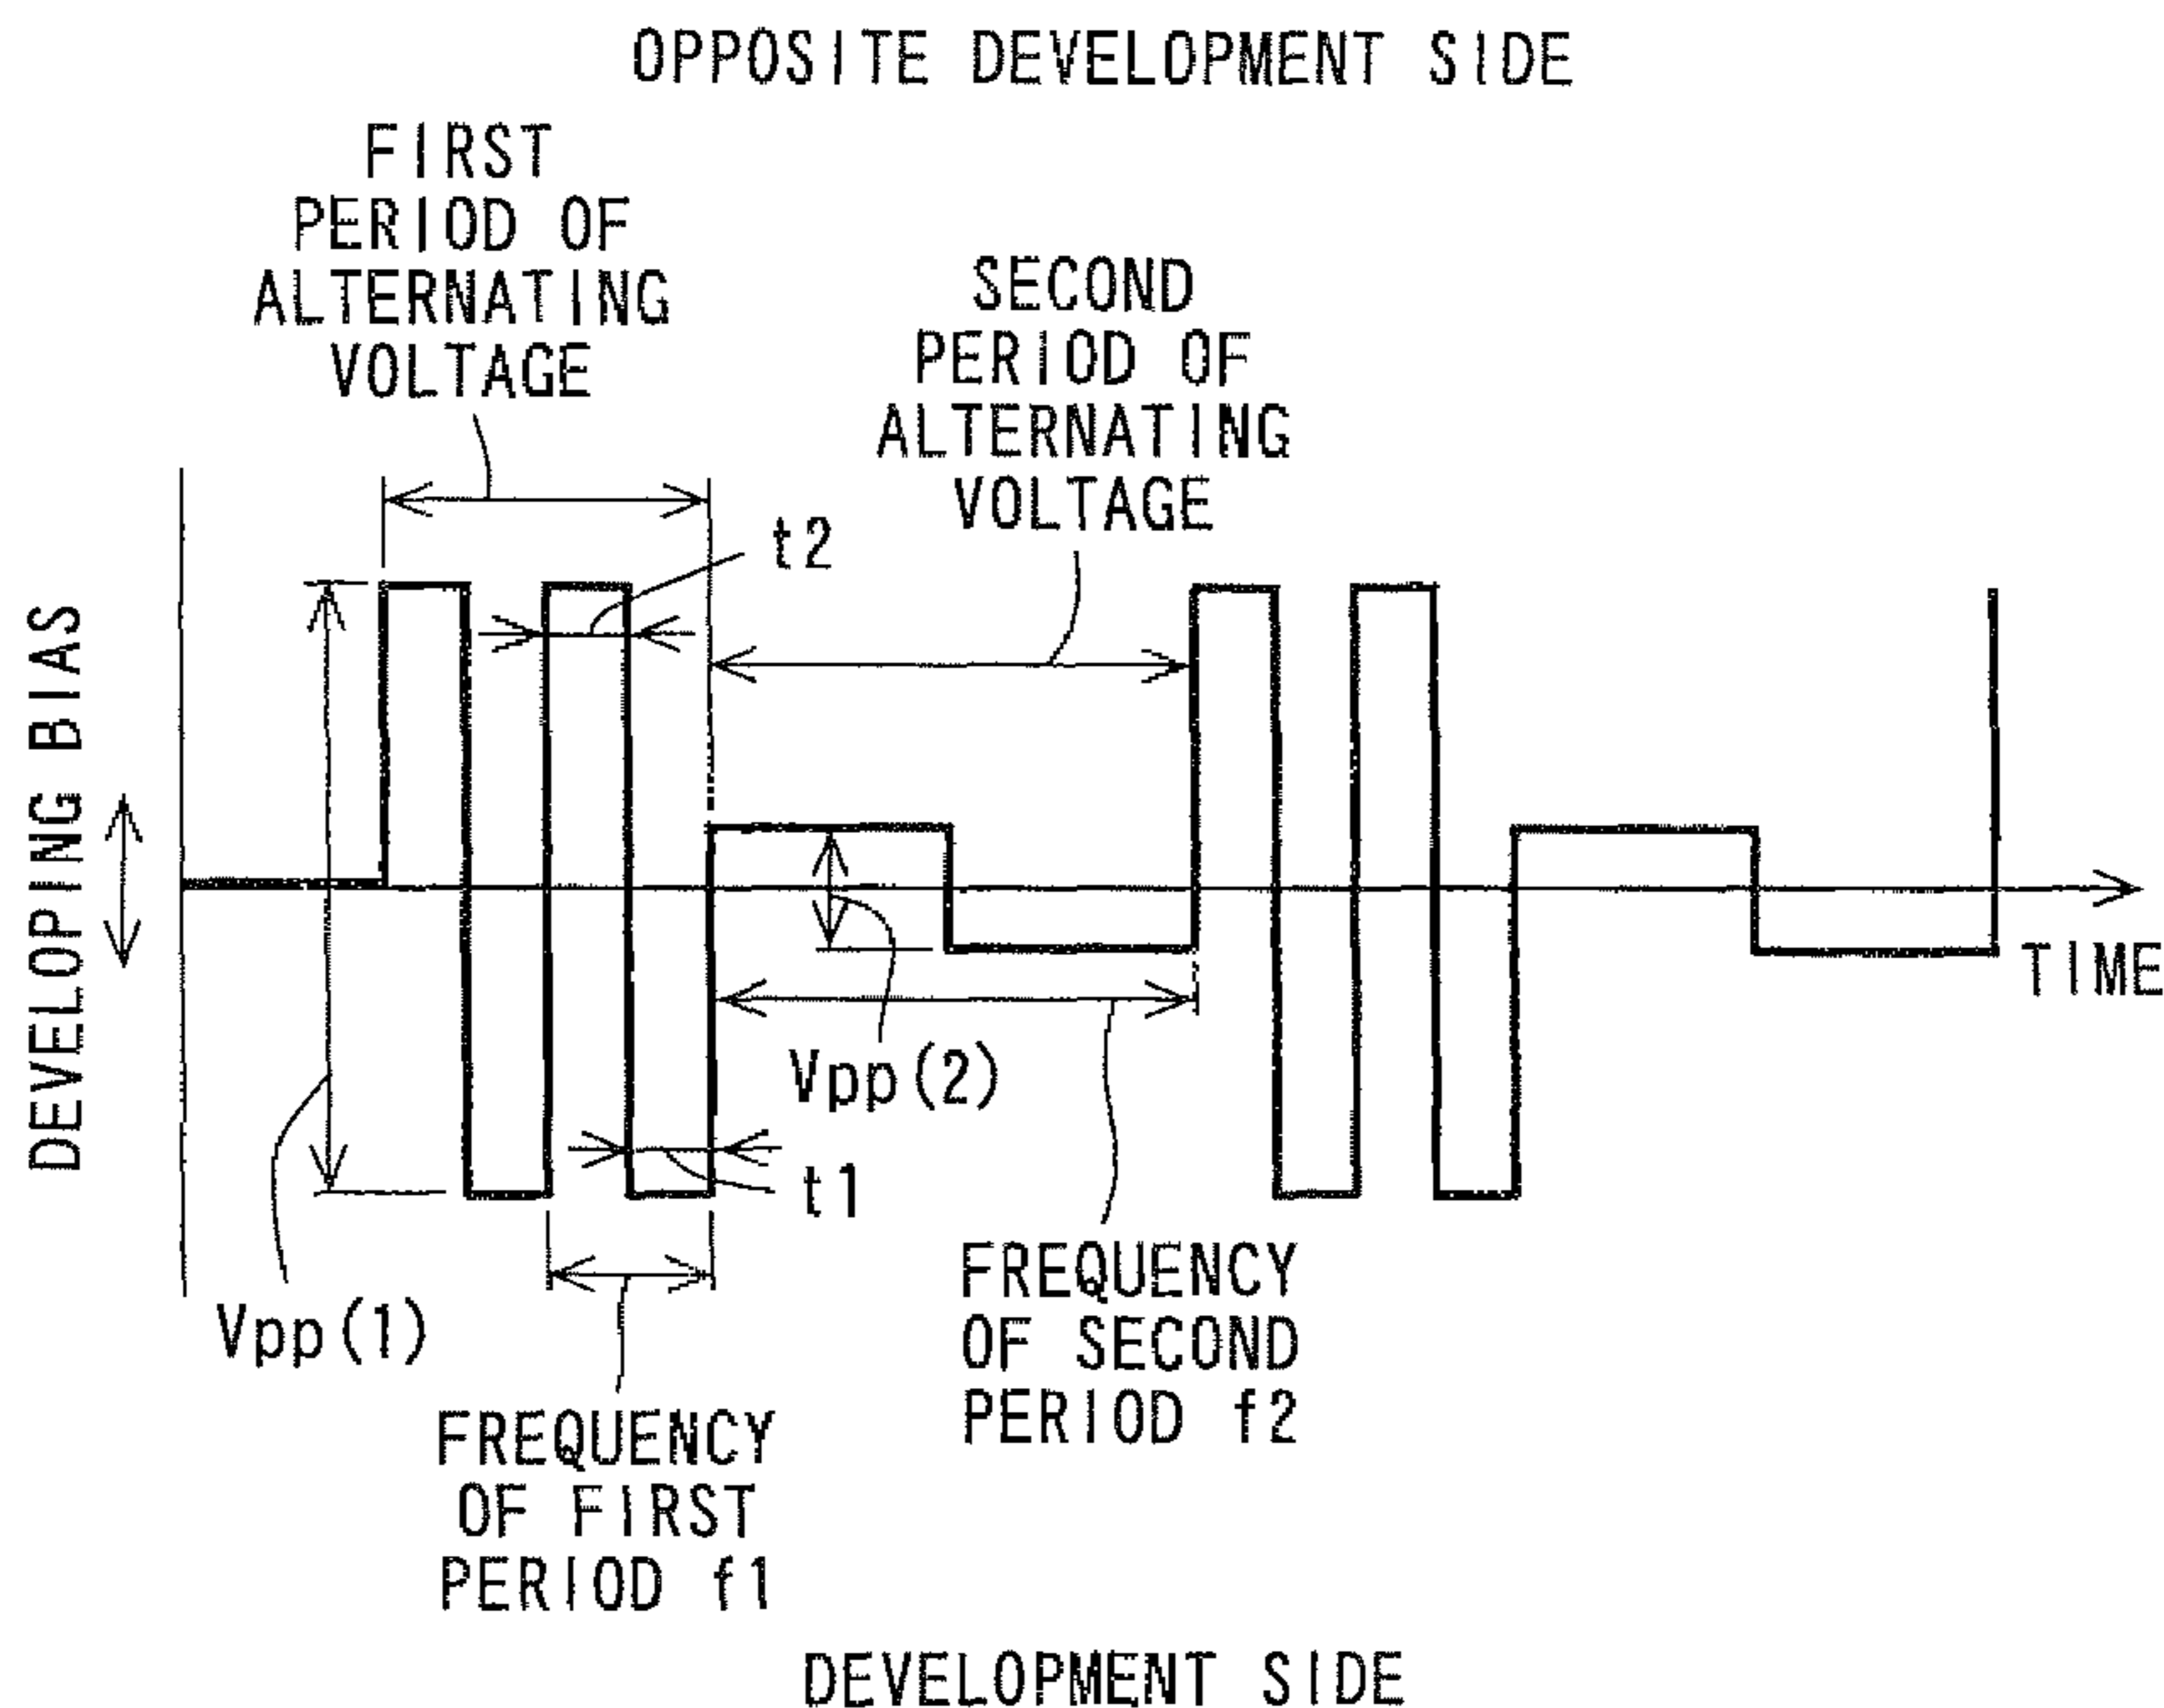 OPPOSITE DEVELOPMENT SIDE
FIRST
PERIOD OF
ALTERNATING
VOLTAGE
SECOND
PERIOD OF
ALTERNATING
VOLTAGE
t2
DEVELOPING BIAS
TIME
Vpp(2)
t1
Vpp(1)
FREQUENCY
OF SECOND
PERIOD f2
FREQUENCY
OF FIRST
PERIOD f1
DEVELOPMENT SIDE